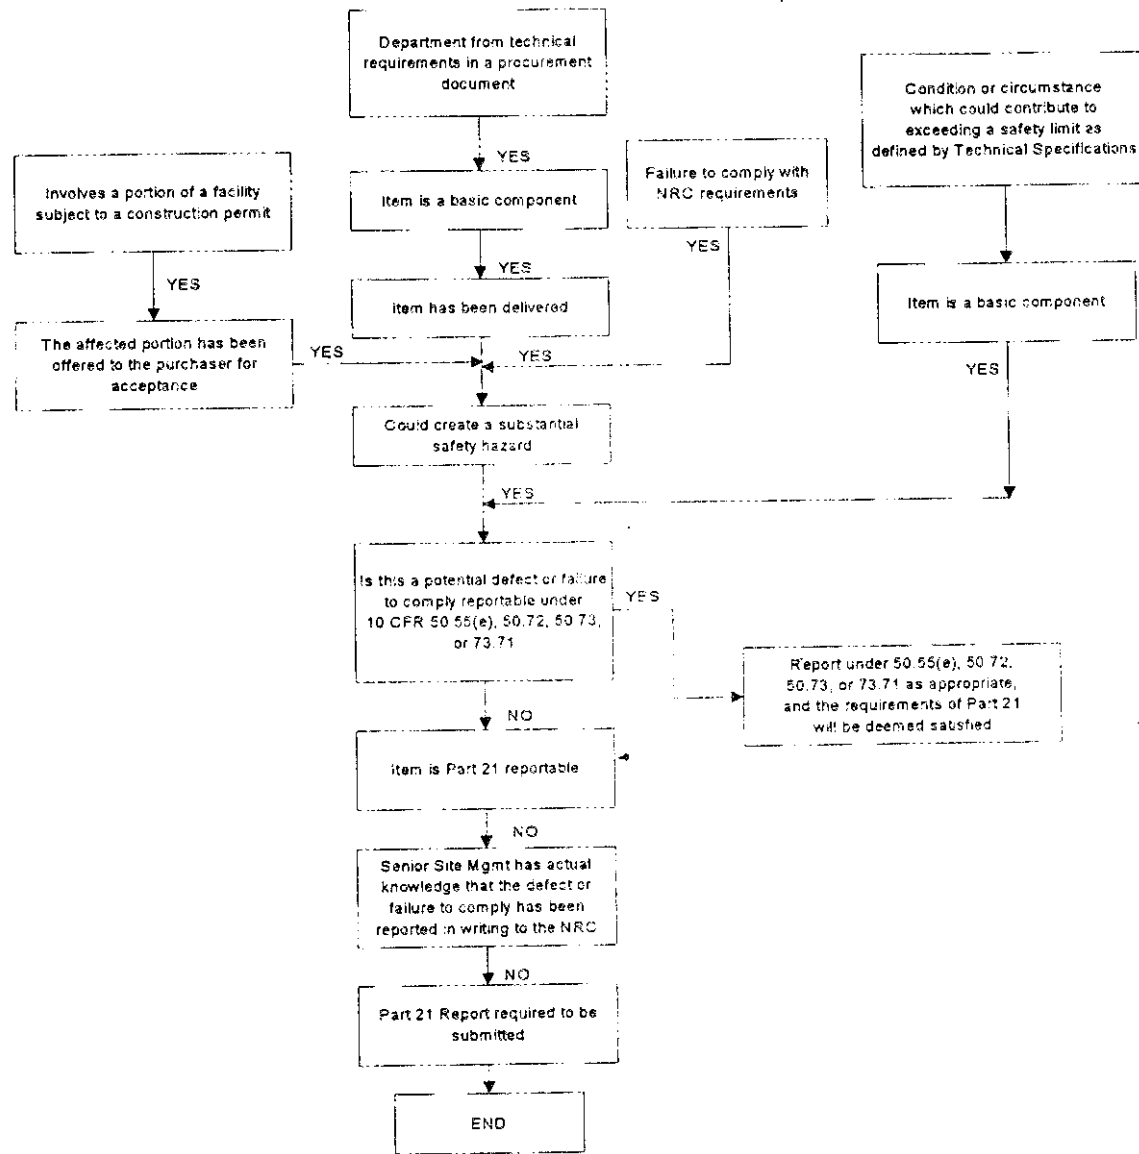 Department from technical
requirements in a procurement
document
Condition or circumstance
which could contribute to
exceeding a safety limit as
defined by Technical Specifications
YES
Failure to comply with
NRC requirements
Involves a portion of a facility
subject to a construction permit
Item is a basic component
YES
YES
YES
Item has been delivered
Item is a basic component
The affected portion has been
offered to the purchaser for
acceptance
YES
YES
YES
Could create a substantial
safety hazard
YES
Is this a potential defect or failure
to comply reportable under
10 CFR 50.55(e), 50.72, 50.73,
or 73.71
YES
Report under 50.55(e), 50.72,
50.73, or 73.71 as appropriate,
and the requirements of Part 21
will be deemed satisfied
NO
Item is Part 21 reportable
NO
Senior Site Mgmt has actual
knowledge that the defect or
failure to comply has been
reported in writing to the NRC
NO
Part 21 Report required to be
submitted
END